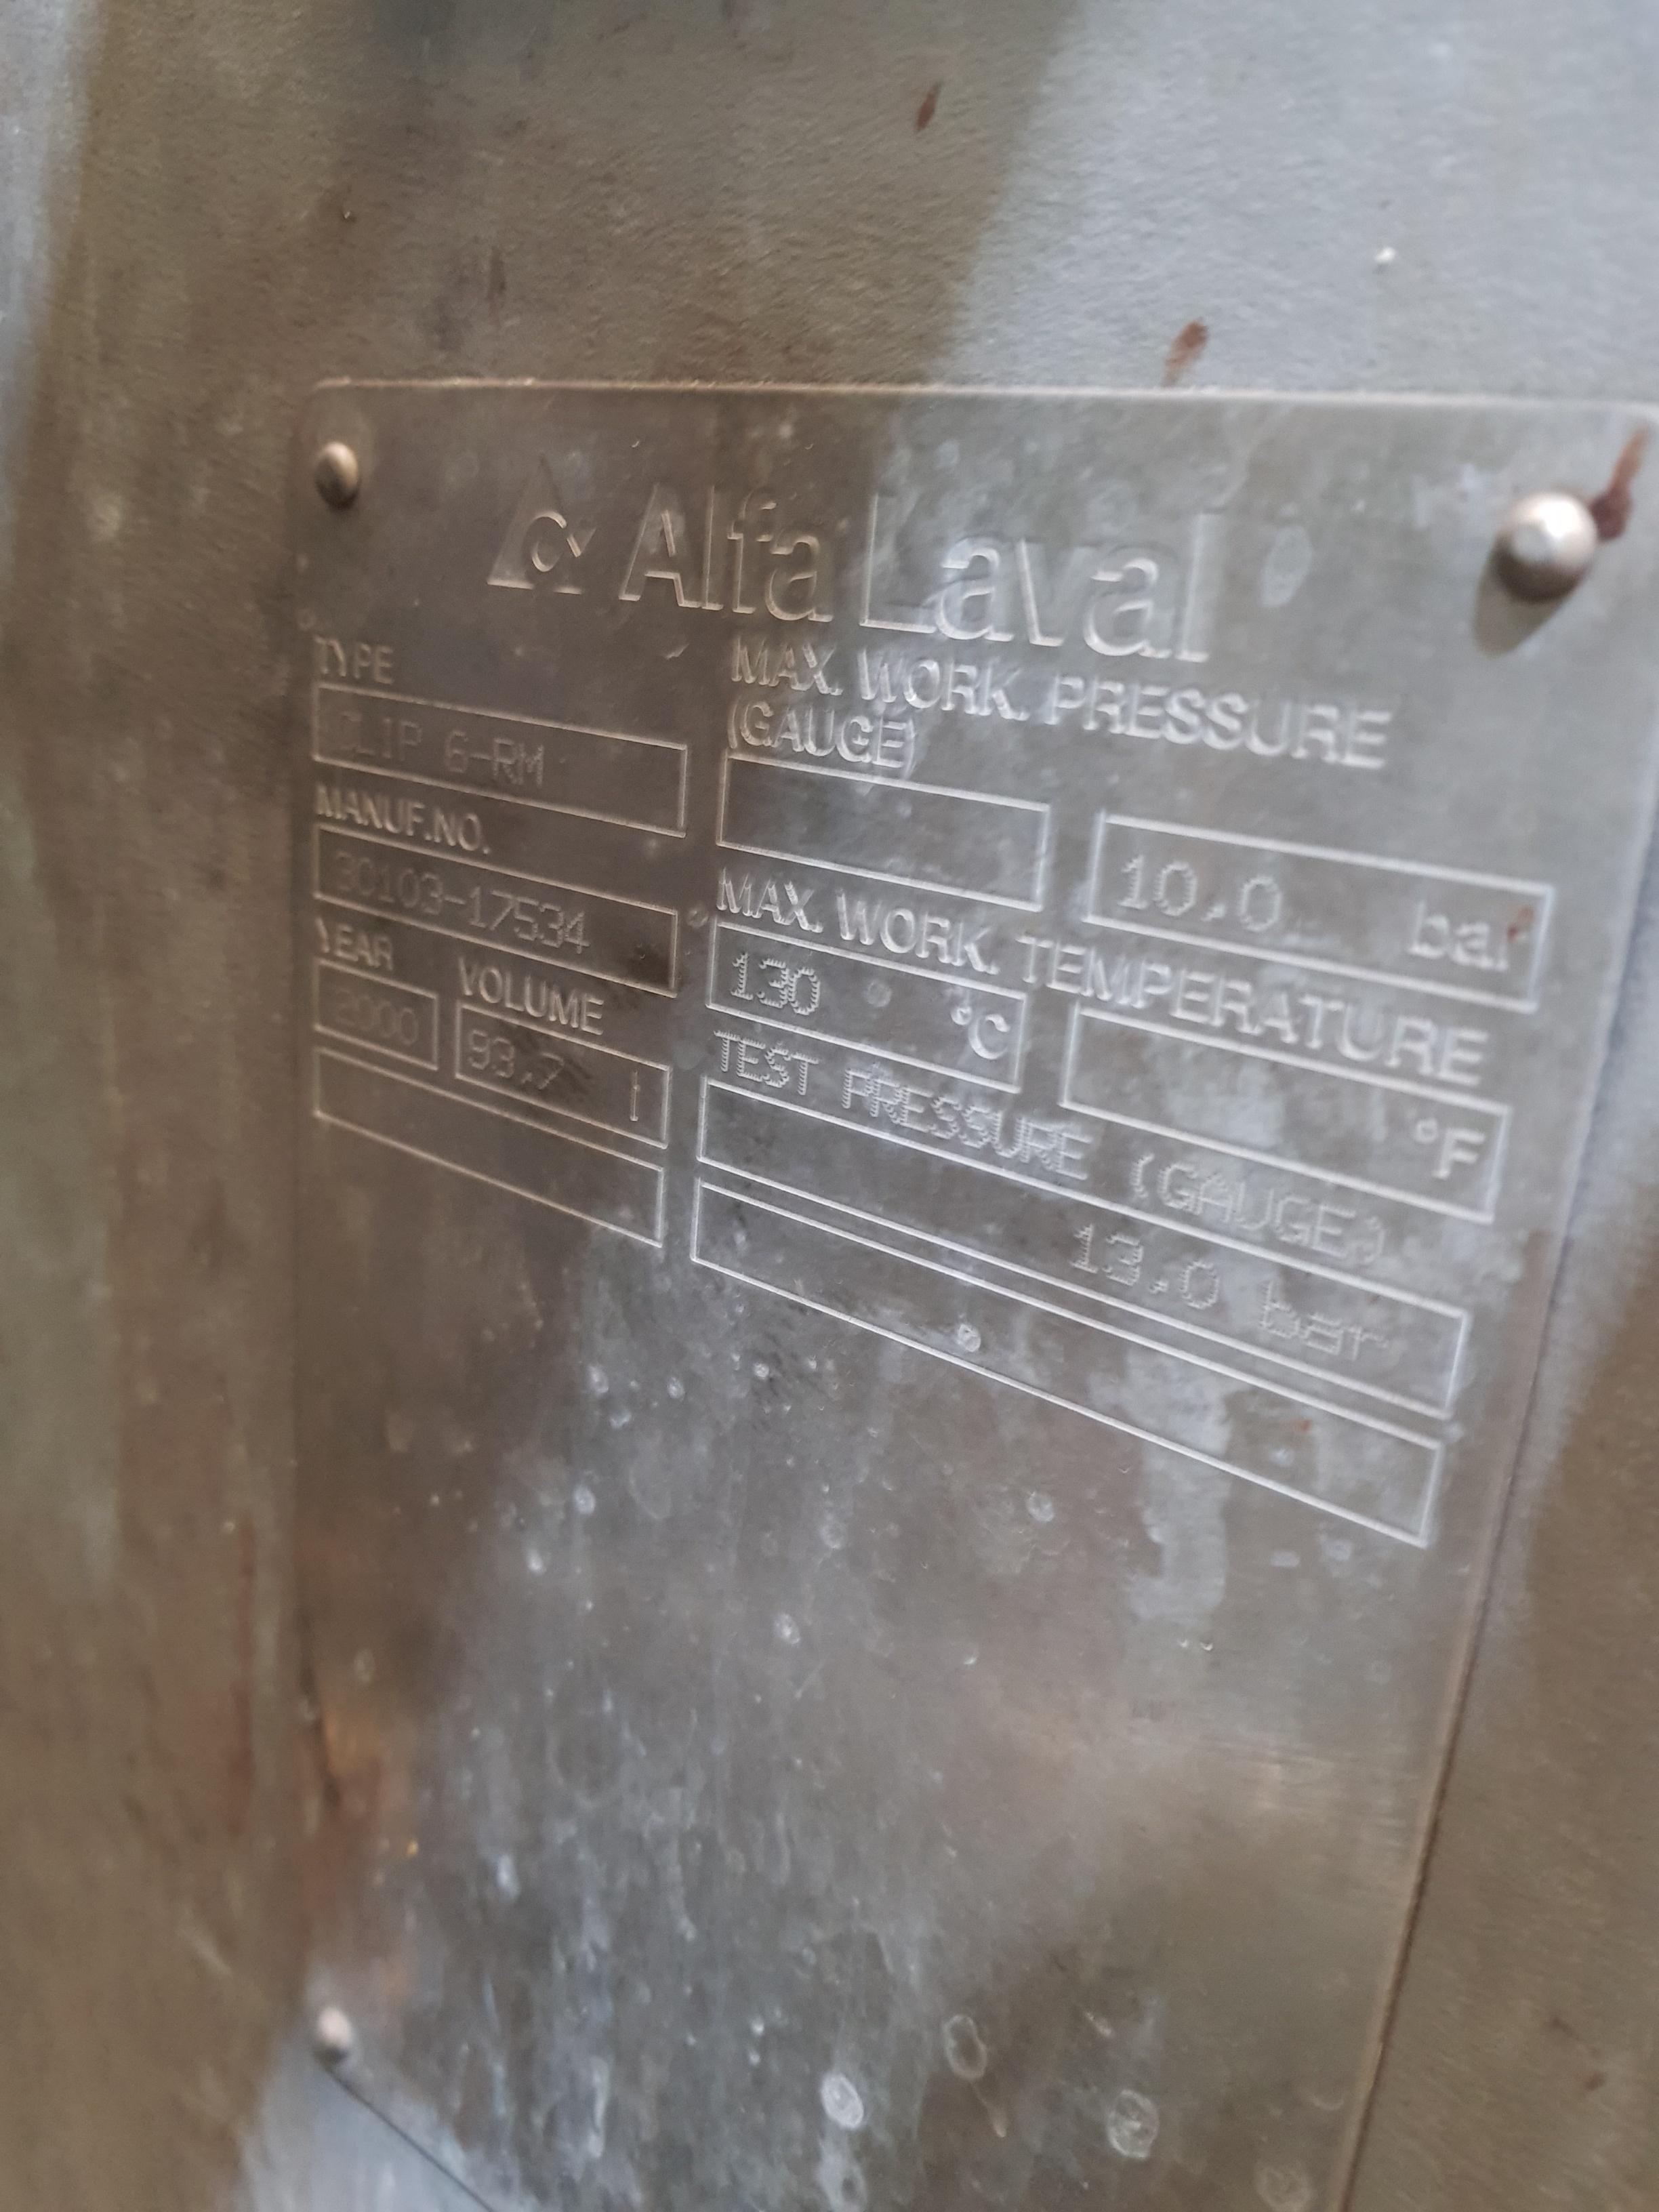 Alfa Laval
TYPE
CLIP 6-RM
MANUF.NO.
30103-17534
YEAR
2000
VOLUME
93,7 l
MAX. WORK. PRESSURE
(GAUGE)
10,0 bar
MAX. WORK. TEMPERATURE
130 °C
°F
TEST PRESSURE (GAUGE)
13,0 bar